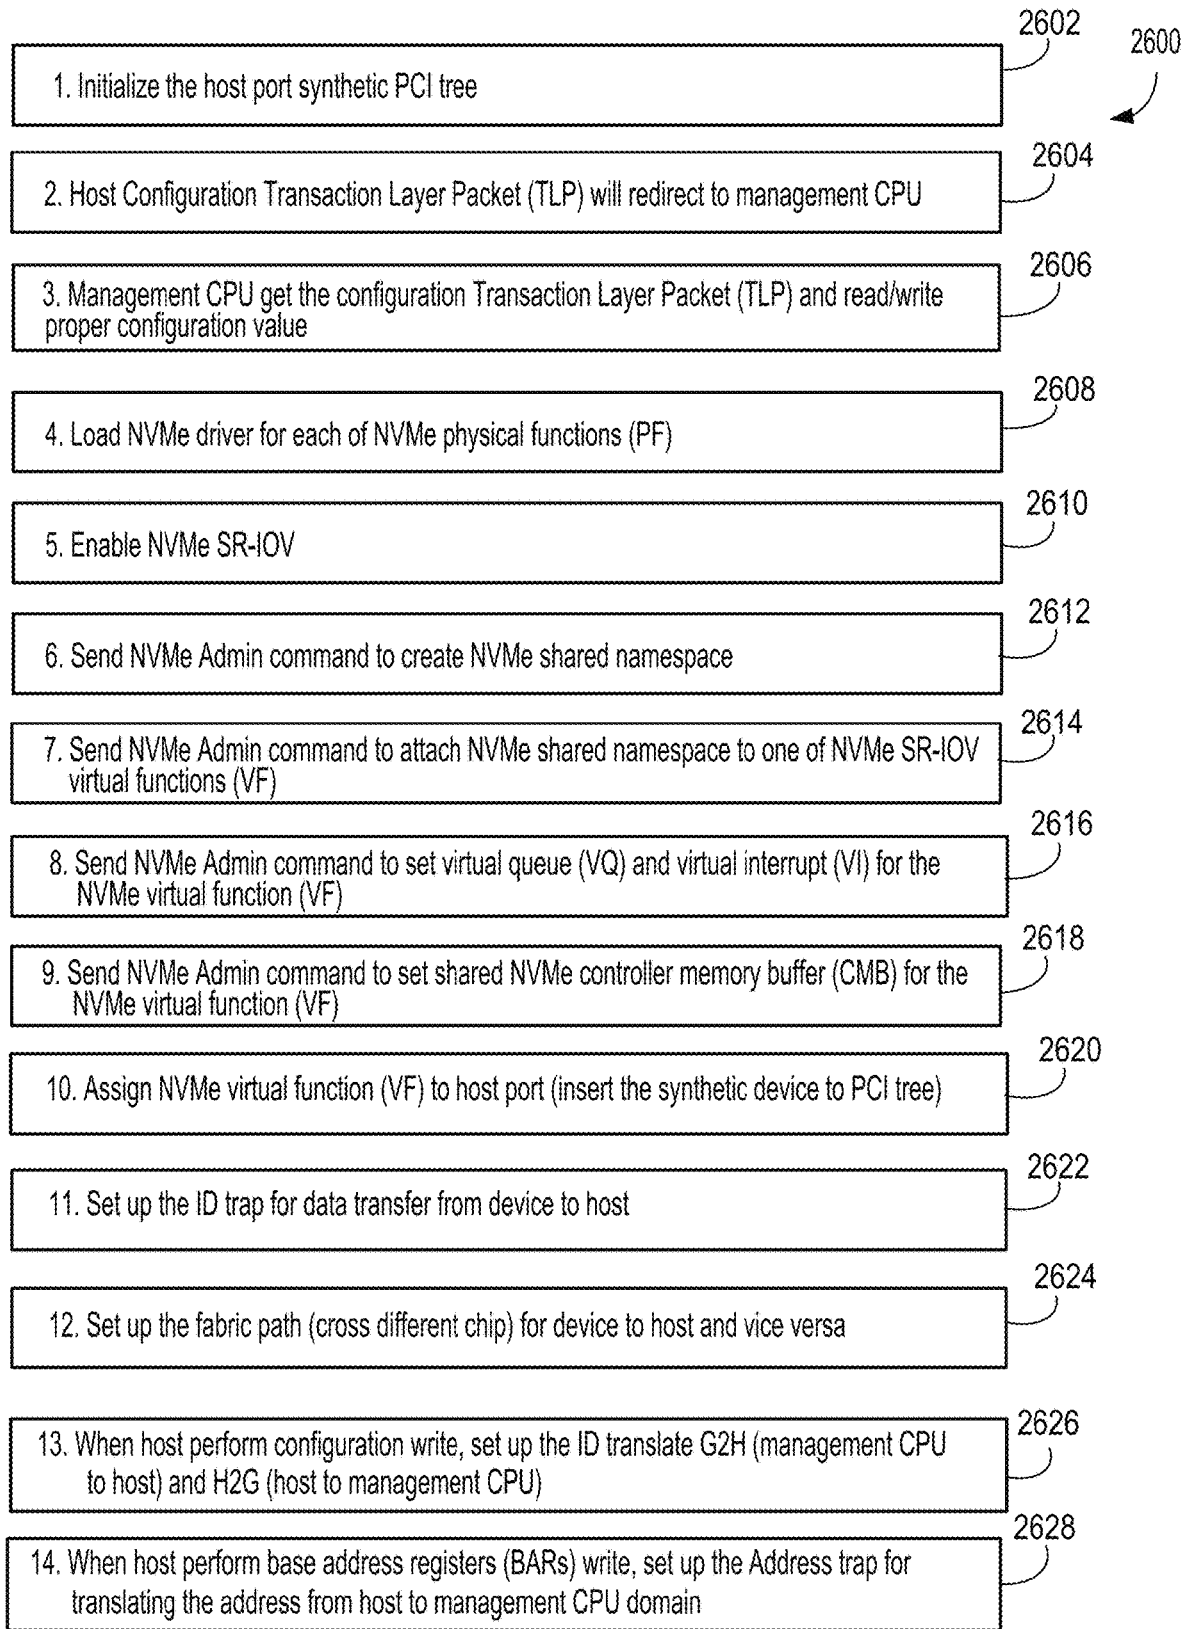 2602
2600
1. Initialize the host port synthetic PCI tree
2604
2. Host Configuration Transaction Layer Packet (TLP) will redirect to management CPU
2606
3. Management CPU get the configuration Transaction Layer Packet (TLP) and read/write
proper configuration value
2608
4. Load NVMe driver for each of NVMe physical functions (PF)
2610
5. Enable NVMe SR-IOV
2612
6. Send NVMe Admin command to create NVMe shared namespace
2614
7. Send NVMe Admin command to attach NVMe shared namespace to one of NVMe SR-IOV
virtual functions (VF)
2616
8. Send NVMe Admin command to set virtual queue (VQ) and virtual interrupt (VI) for the
NVMe virtual function (VF)
2618
9. Send NVMe Admin command to set shared NVMe controller memory buffer (CMB) for the
NVMe virtual function (VF)
2620
10. Assign NVMe virtual function (VF) to host port (insert the synthetic device to PCI tree)
2622
11. Set up the ID trap for data transfer from device to host
2624
12. Set up the fabric path (cross different chip) for device to host and vice versa
2626
13. When host perform configuration write, set up the ID translate G2H (management CPU
to host) and H2G (host to management CPU)
2628
14. When host perform base address registers (BARs) write, set up the Address trap for
translating the address from host to management CPU domain